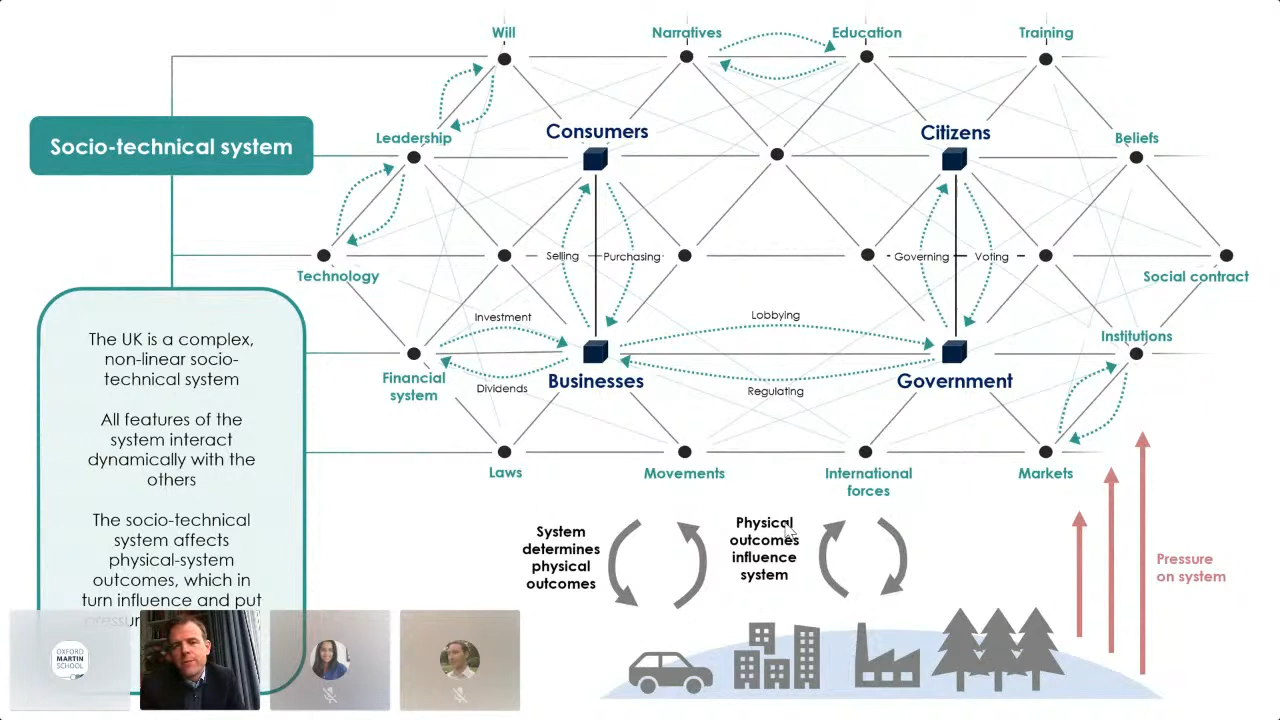 Will
Narratives
Education
Training
Socio-technical system
Leadership
Consumers
Citizens
Beliefs
Selling
Purchasing
Governing
Voting
Technology
Social contract
Investment
Lobbying
Institutions
The UK is a complex,
non-linear socio-
technical system
All features of the
system interact
dynamically with the
others
The socio-technical
system affects
physical-system
outcomes, which in
turn influence and put
Financial
system
Dividends
Businesses
Regulating
Government
Laws
Movements
International
forces
Markets
System
determines
physical
outcomes
Physical
outcomes
influence
system
Pressure
on system
OXFORD
MARTIN
SCHOOL